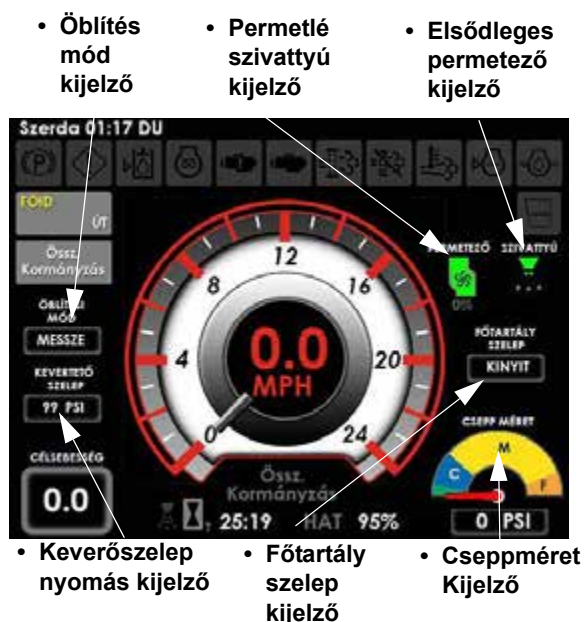 • Öblítés
mód
kijelző
• Permetlé
szivattyú
kijelző
• Elsődleges
permetező
kijelző
Szerda 01:17 DU
FÖLD
ÚT
Össz.
Kormányzás
ÖBLÍTÉSI
MÓD
MESSZE
KEVERTETŐ
SZELEP
?? PSI
CÉLSEBESSÉG
0.0
0
4
8
12
16
20
24
0.0
MPH
Össz.
Kormányzás
25:19
HAT 95%
SZIVATTYÚ
0%
FŐTARTÁLY
SZELEP
KINYIT
CSEPP MÉRET
C
M
F
0 PSI
• Keverőszelep
nyomás kijelző
• Főtartály
szelep
kijelző
• Cseppméret
Kijelző